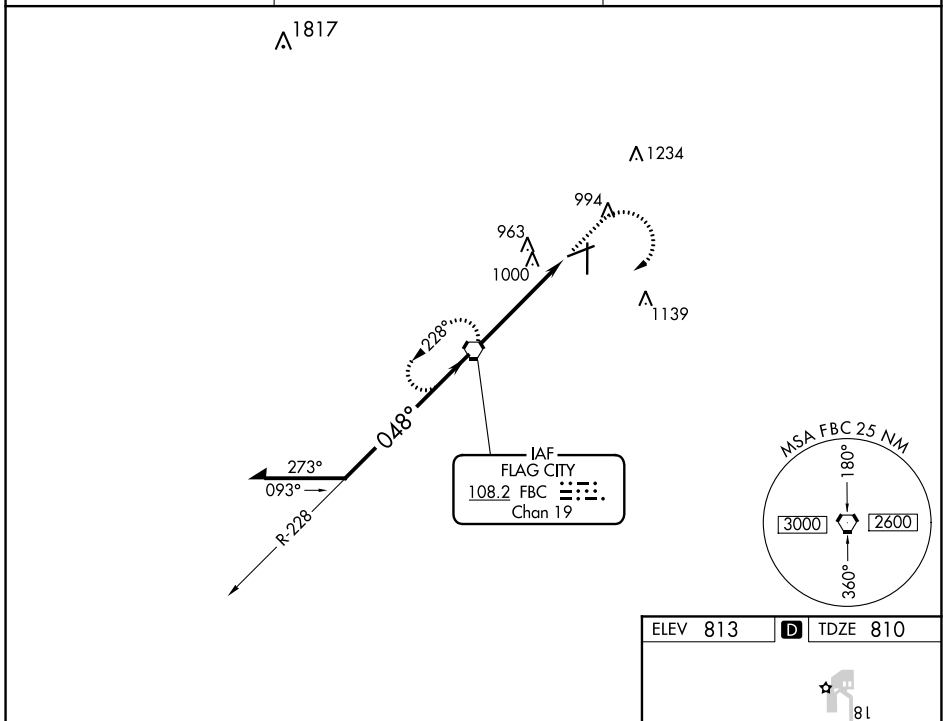 1817
1234
994
963
1000
1139
228°
048°
273°
093°
R-228
IAF
FLAG CITY
108.2 FBC
Chan 19
MSA FBC 25 NM
180°
3000
2600
360°
ELEV 813 D TDZE 810
18